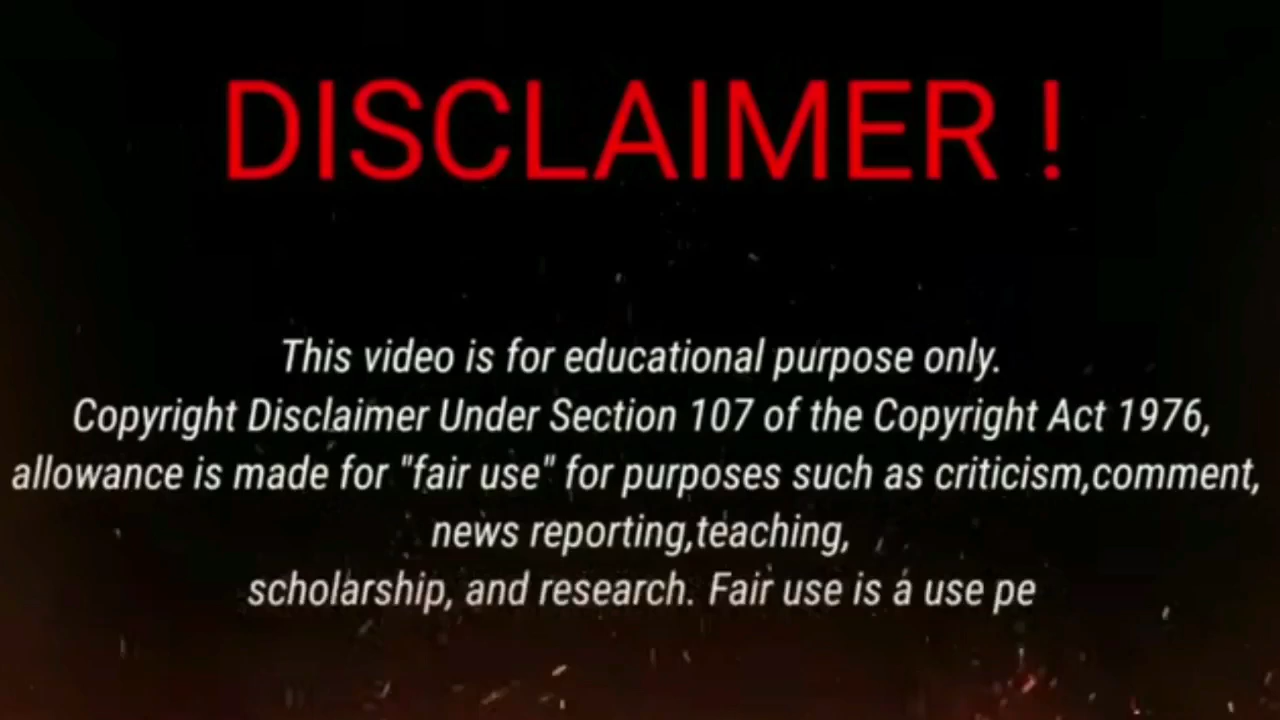 DISCLAIMER !
This video is for educational purpose only.
Copyright Disclaimer Under Section 107 of the Copyright Act 1976,
allowance is made for "fair use" for purposes such as criticism,comment,
news reporting,teaching,
scholarship, and research. Fair use is a use pe